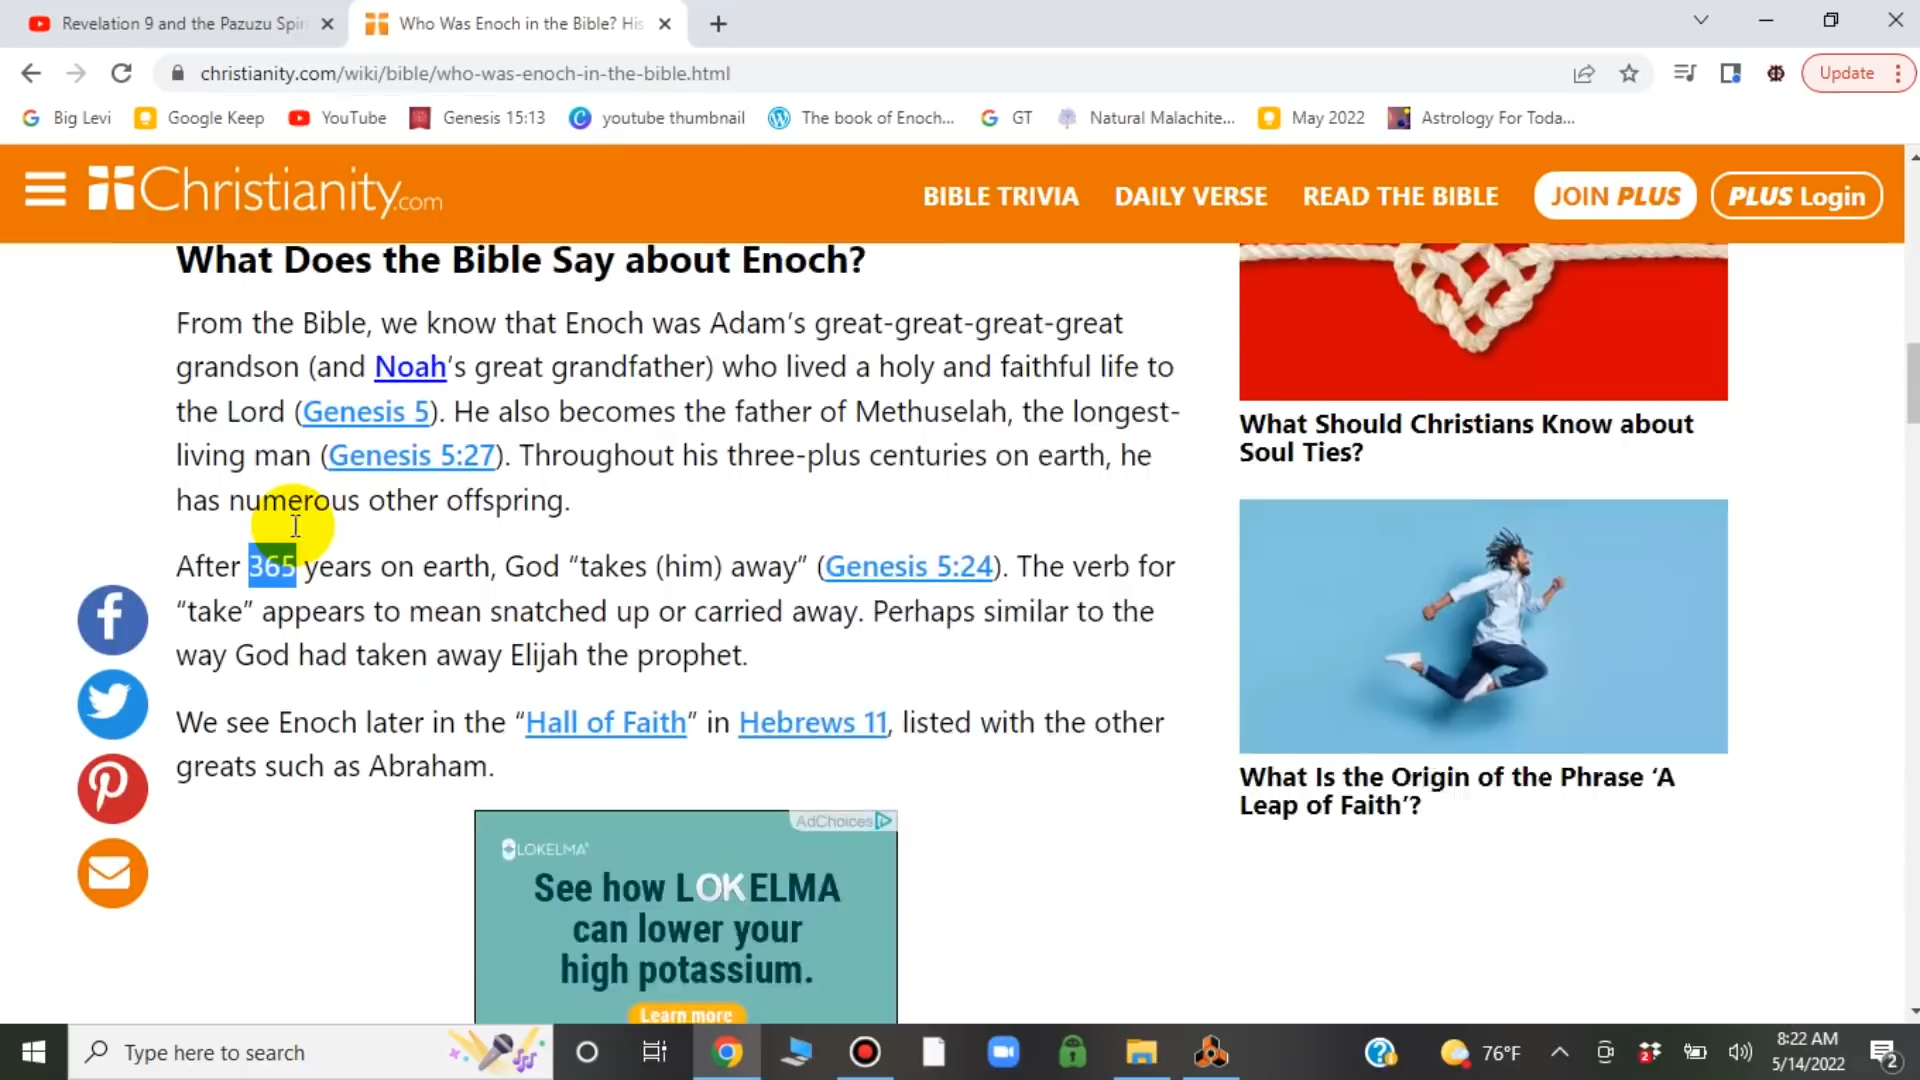 Revelation 9 and the Pazuzu Spir
Who Was Enoch in the Bible? His
christianity.com/wiki/bible/who-was-enoch-in-the-bible.html
Update
Big Levi
Google Keep
YouTube
Genesis 15:13
youtube thumbnail
The book of Enoch...
GT
Natural Malachite...
May 2022
Astrology For Toda...
Christianity.com
BIBLE TRIVIA
DAILY VERSE
READ THE BIBLE
JOIN PLUS
PLUS Login
What Does the Bible Say about Enoch?
From the Bible, we know that Enoch was Adam’s great-great-great-great
grandson (and Noah’s great grandfather) who lived a holy and faithful life to
the Lord (Genesis 5). He also becomes the father of Methuselah, the longest-
living man (Genesis 5:27). Throughout his three-plus centuries on earth, he
has numerous other offspring.
After 365 years on earth, God “takes (him) away” (Genesis 5:24). The verb for
“take” appears to mean snatched up or carried away. Perhaps similar to the
way God had taken away Elijah the prophet.
We see Enoch later in the “Hall of Faith” in Hebrews 11, listed with the other
greats such as Abraham.
What Should Christians Know about
Soul Ties?
What Is the Origin of the Phrase ‘A
Leap of Faith’?
AdChoices
LOKELMA
See how LOKELMA
can lower your
high potassium.
Learn more
Type here to search
76°F
2
8:22 AM
5/14/2022
2